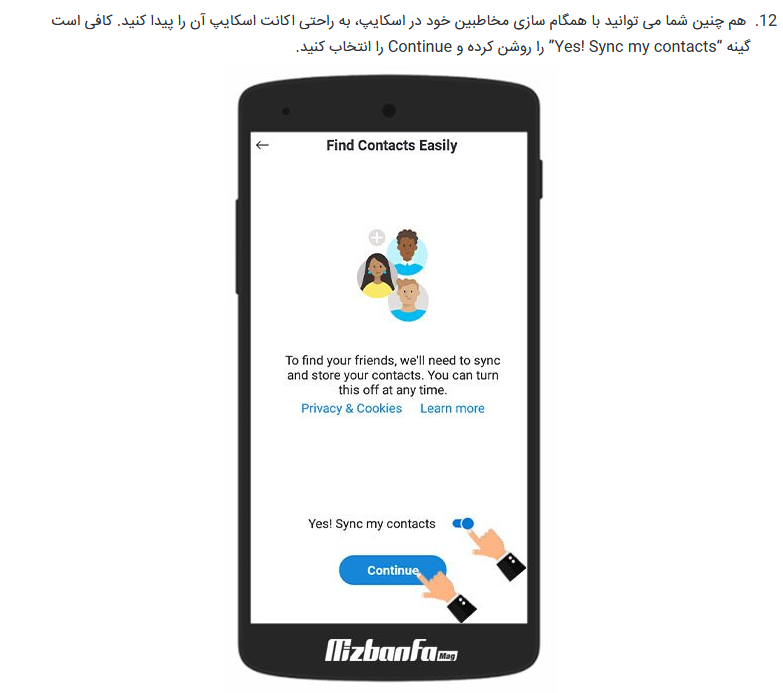 12. هم چنین شما می توانید با همگام سازی مخاطبین خود در اسکایپ، به راحتی اکانت اسکایپ آن را پیدا کنید. کافی است
گینه “Yes! Sync my contacts” را روشن کرده و Continue را انتخاب کنید.
Find Contacts Easily
To find your friends, we'll need to sync
and store your contacts. You can turn
this off at any time.
Privacy & Cookies Learn more
Yes! Sync my contacts
Continue
MizbanFa Mag